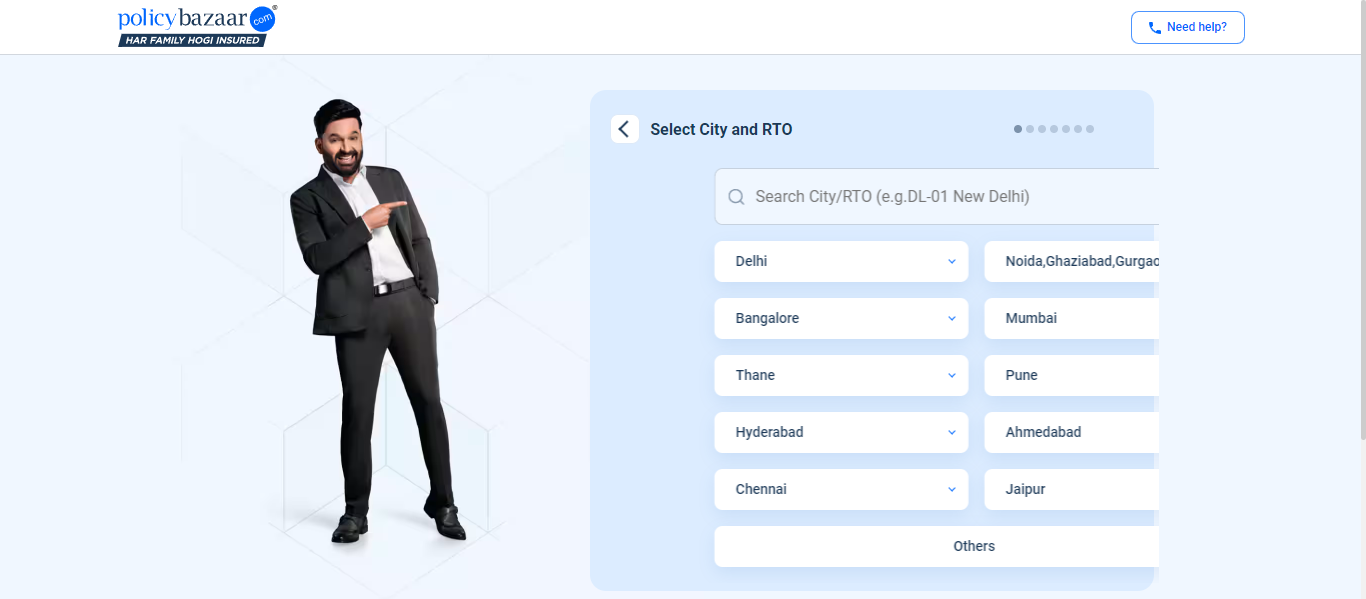 policybazaar com
HAR FAMILY HOGI INSURED
Need help?
Select City and RTO
Search City/RTO (e.g.DL-01 New Delhi)
Delhi
Noida,Ghaziabad,Gurgao
Bangalore
Mumbai
Thane
Pune
Hyderabad
Ahmedabad
Chennai
Jaipur
Others